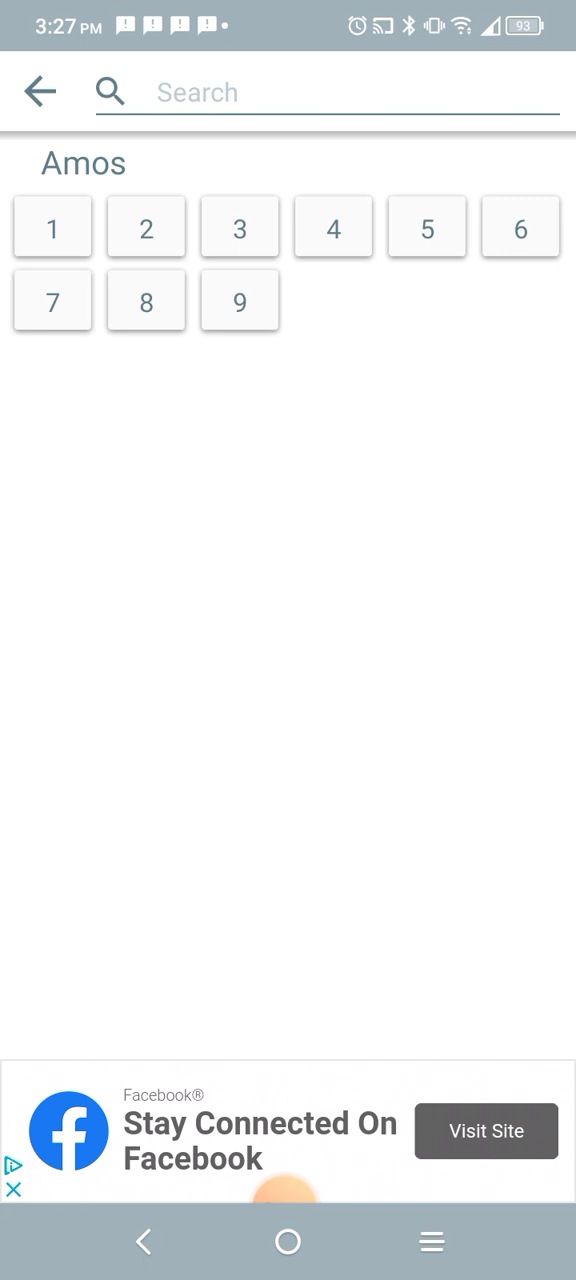 3:27 PM
93
Search
Amos
1 2 3 4 5 6
7 8 9
Facebook®
Stay Connected On
Facebook
Visit Site